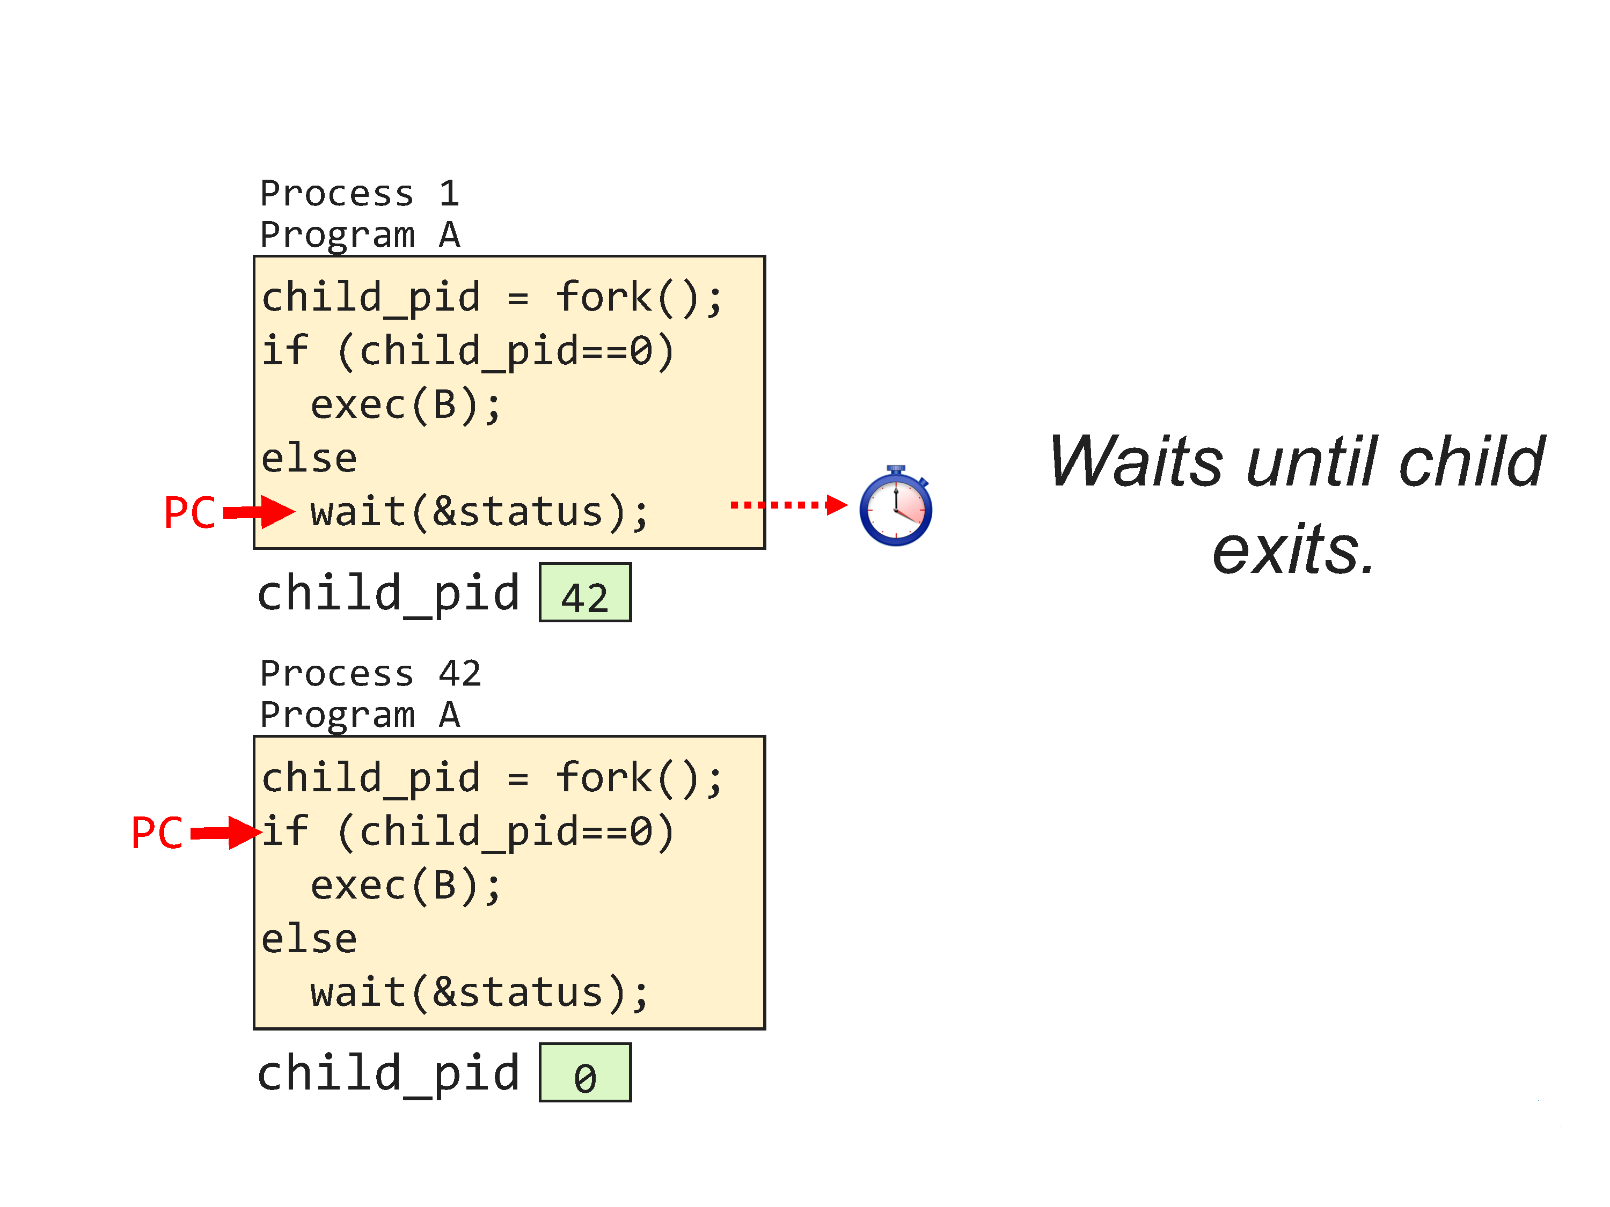 Process 1
Program A
child_pid = fork();
if (child_pid==0)
exec(B);
else
PC wait(&status);
child_pid 42
Waits until child
exits.
Process 42
Program A
child_pid = fork();
PC if (child_pid==0)
exec(B);
else
wait(&status);
child_pid 0